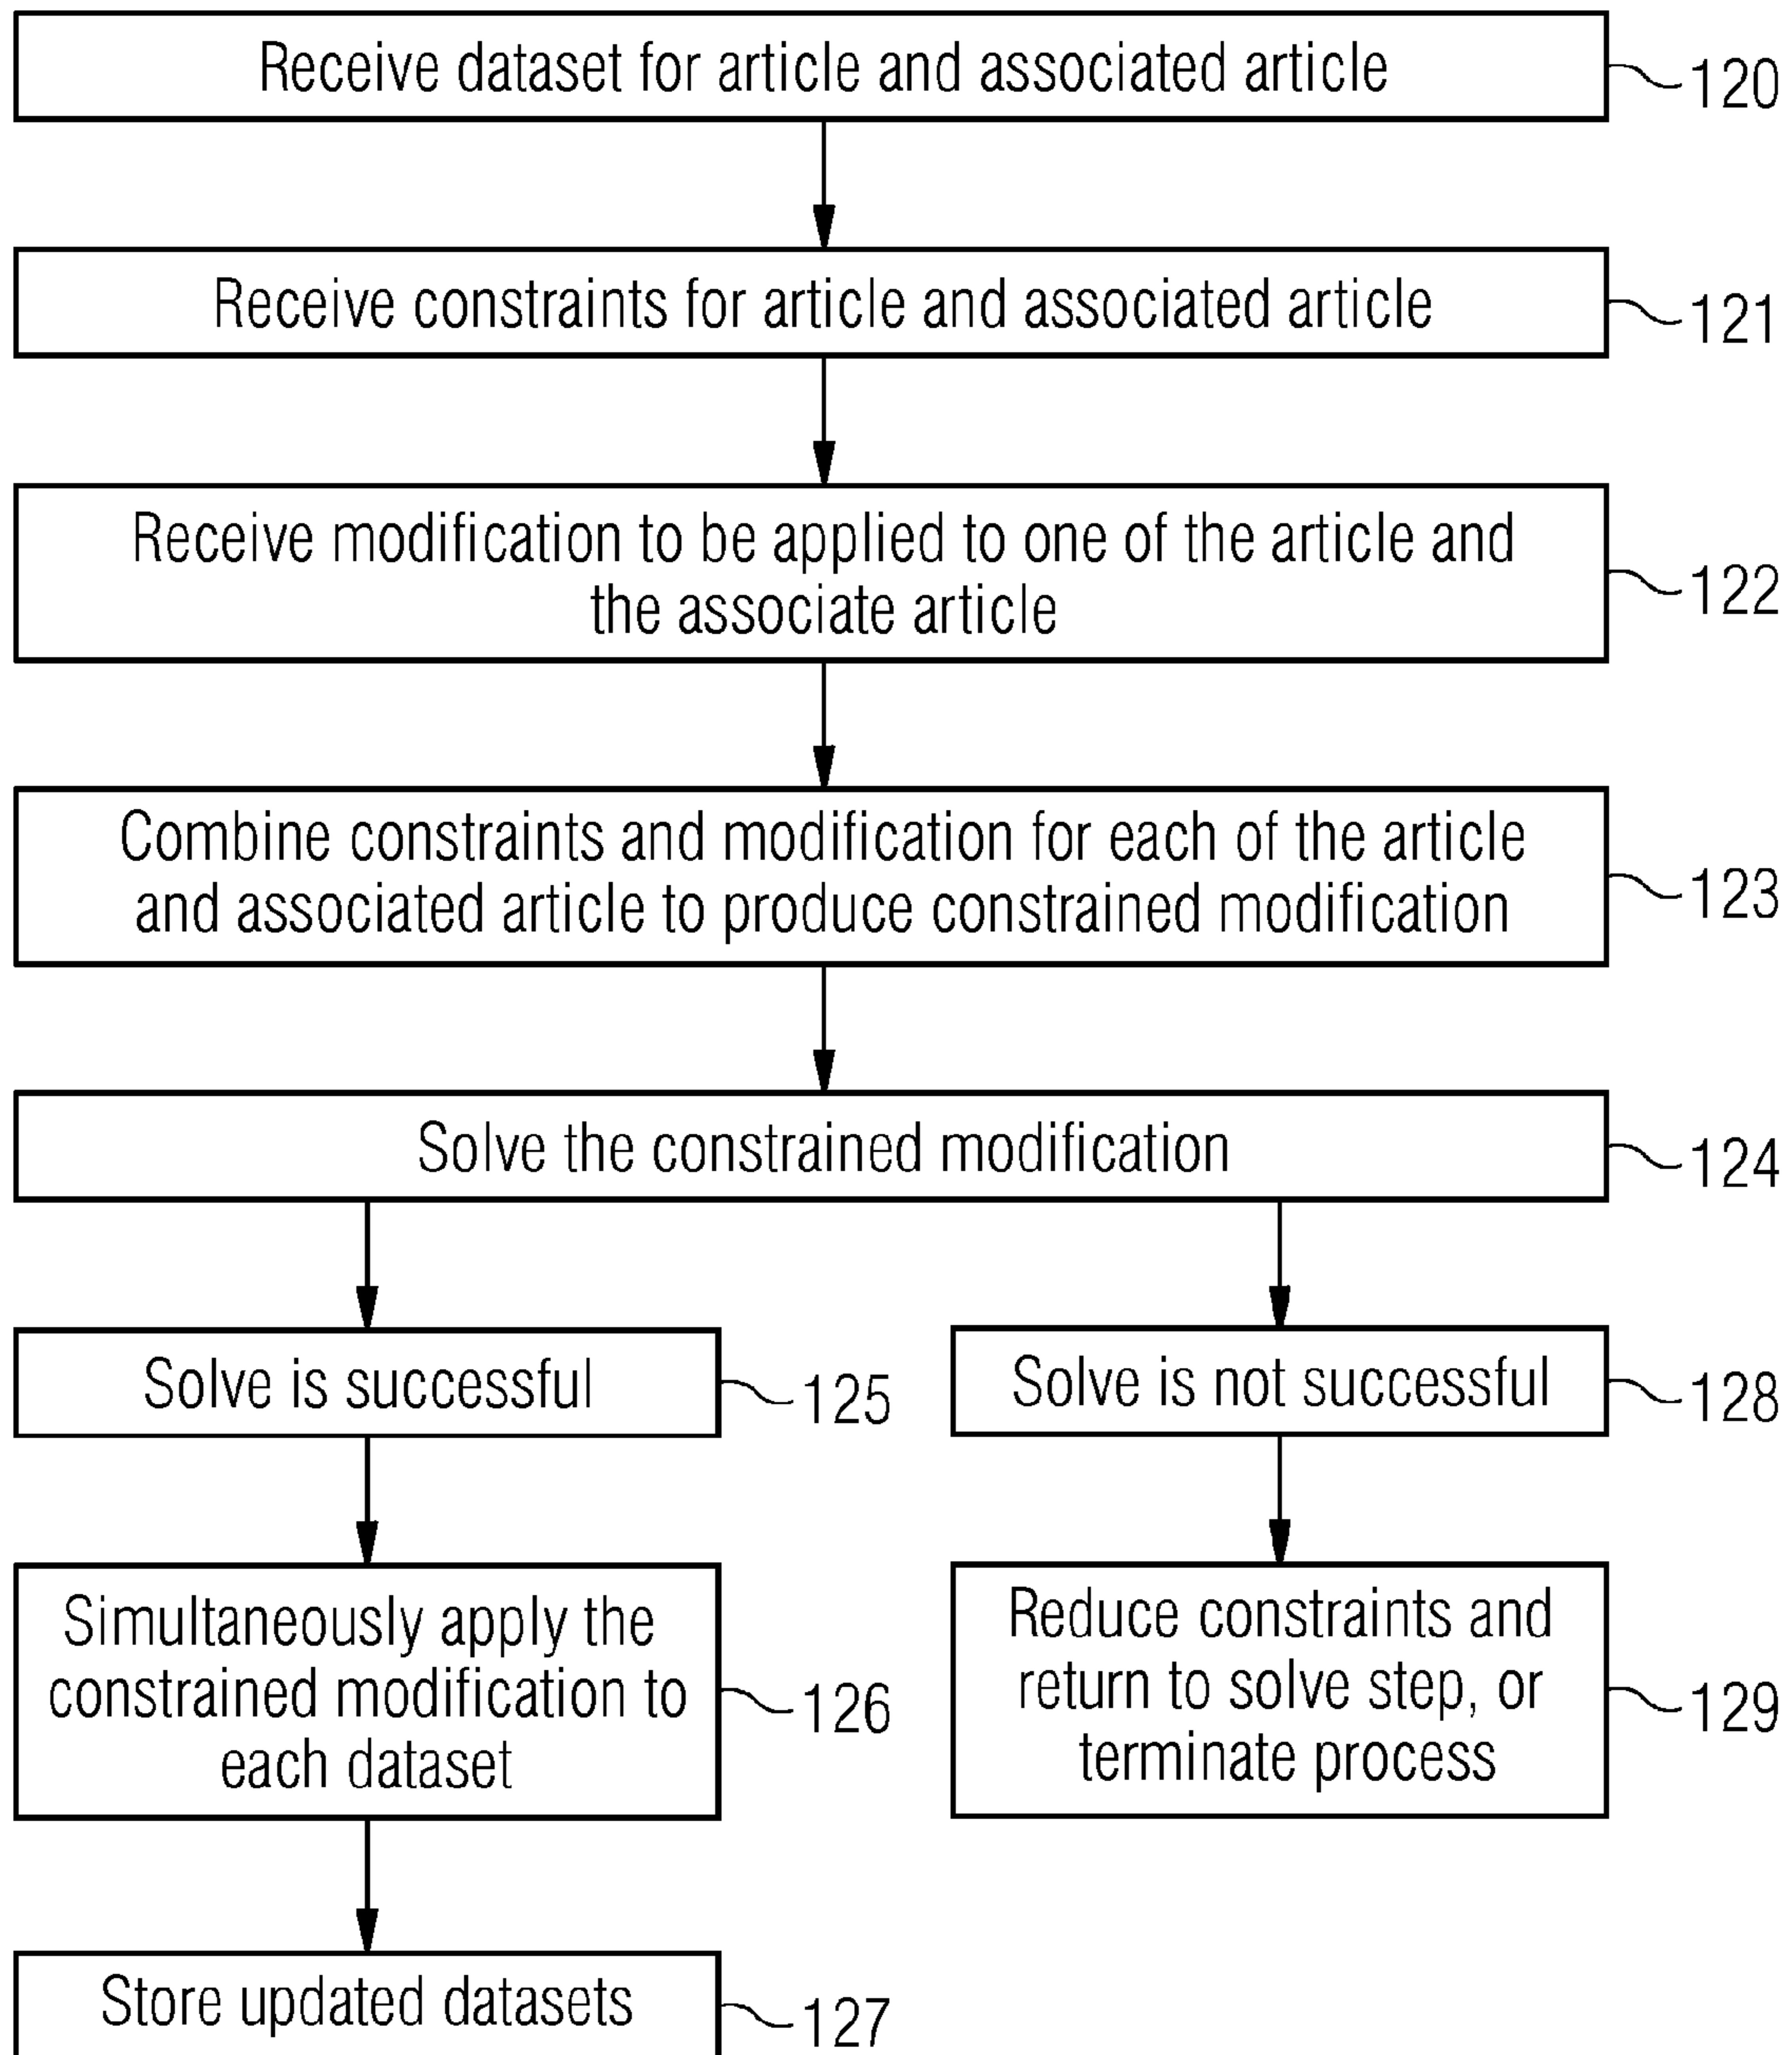 Receive dataset for article and associated article
120
Receive constraints for article and associated article
121
Receive modification to be applied to one of the article and
the associate article
122
Combine constraints and modification for each of the article
and associated article to produce constrained modification
123
Solve the constrained modification
124
Solve is successful
125
Solve is not successful
128
Simultaneously apply the
constrained modification to
each dataset
126
Reduce constraints and
return to solve step, or
terminate process
129
Store updated datasets
127